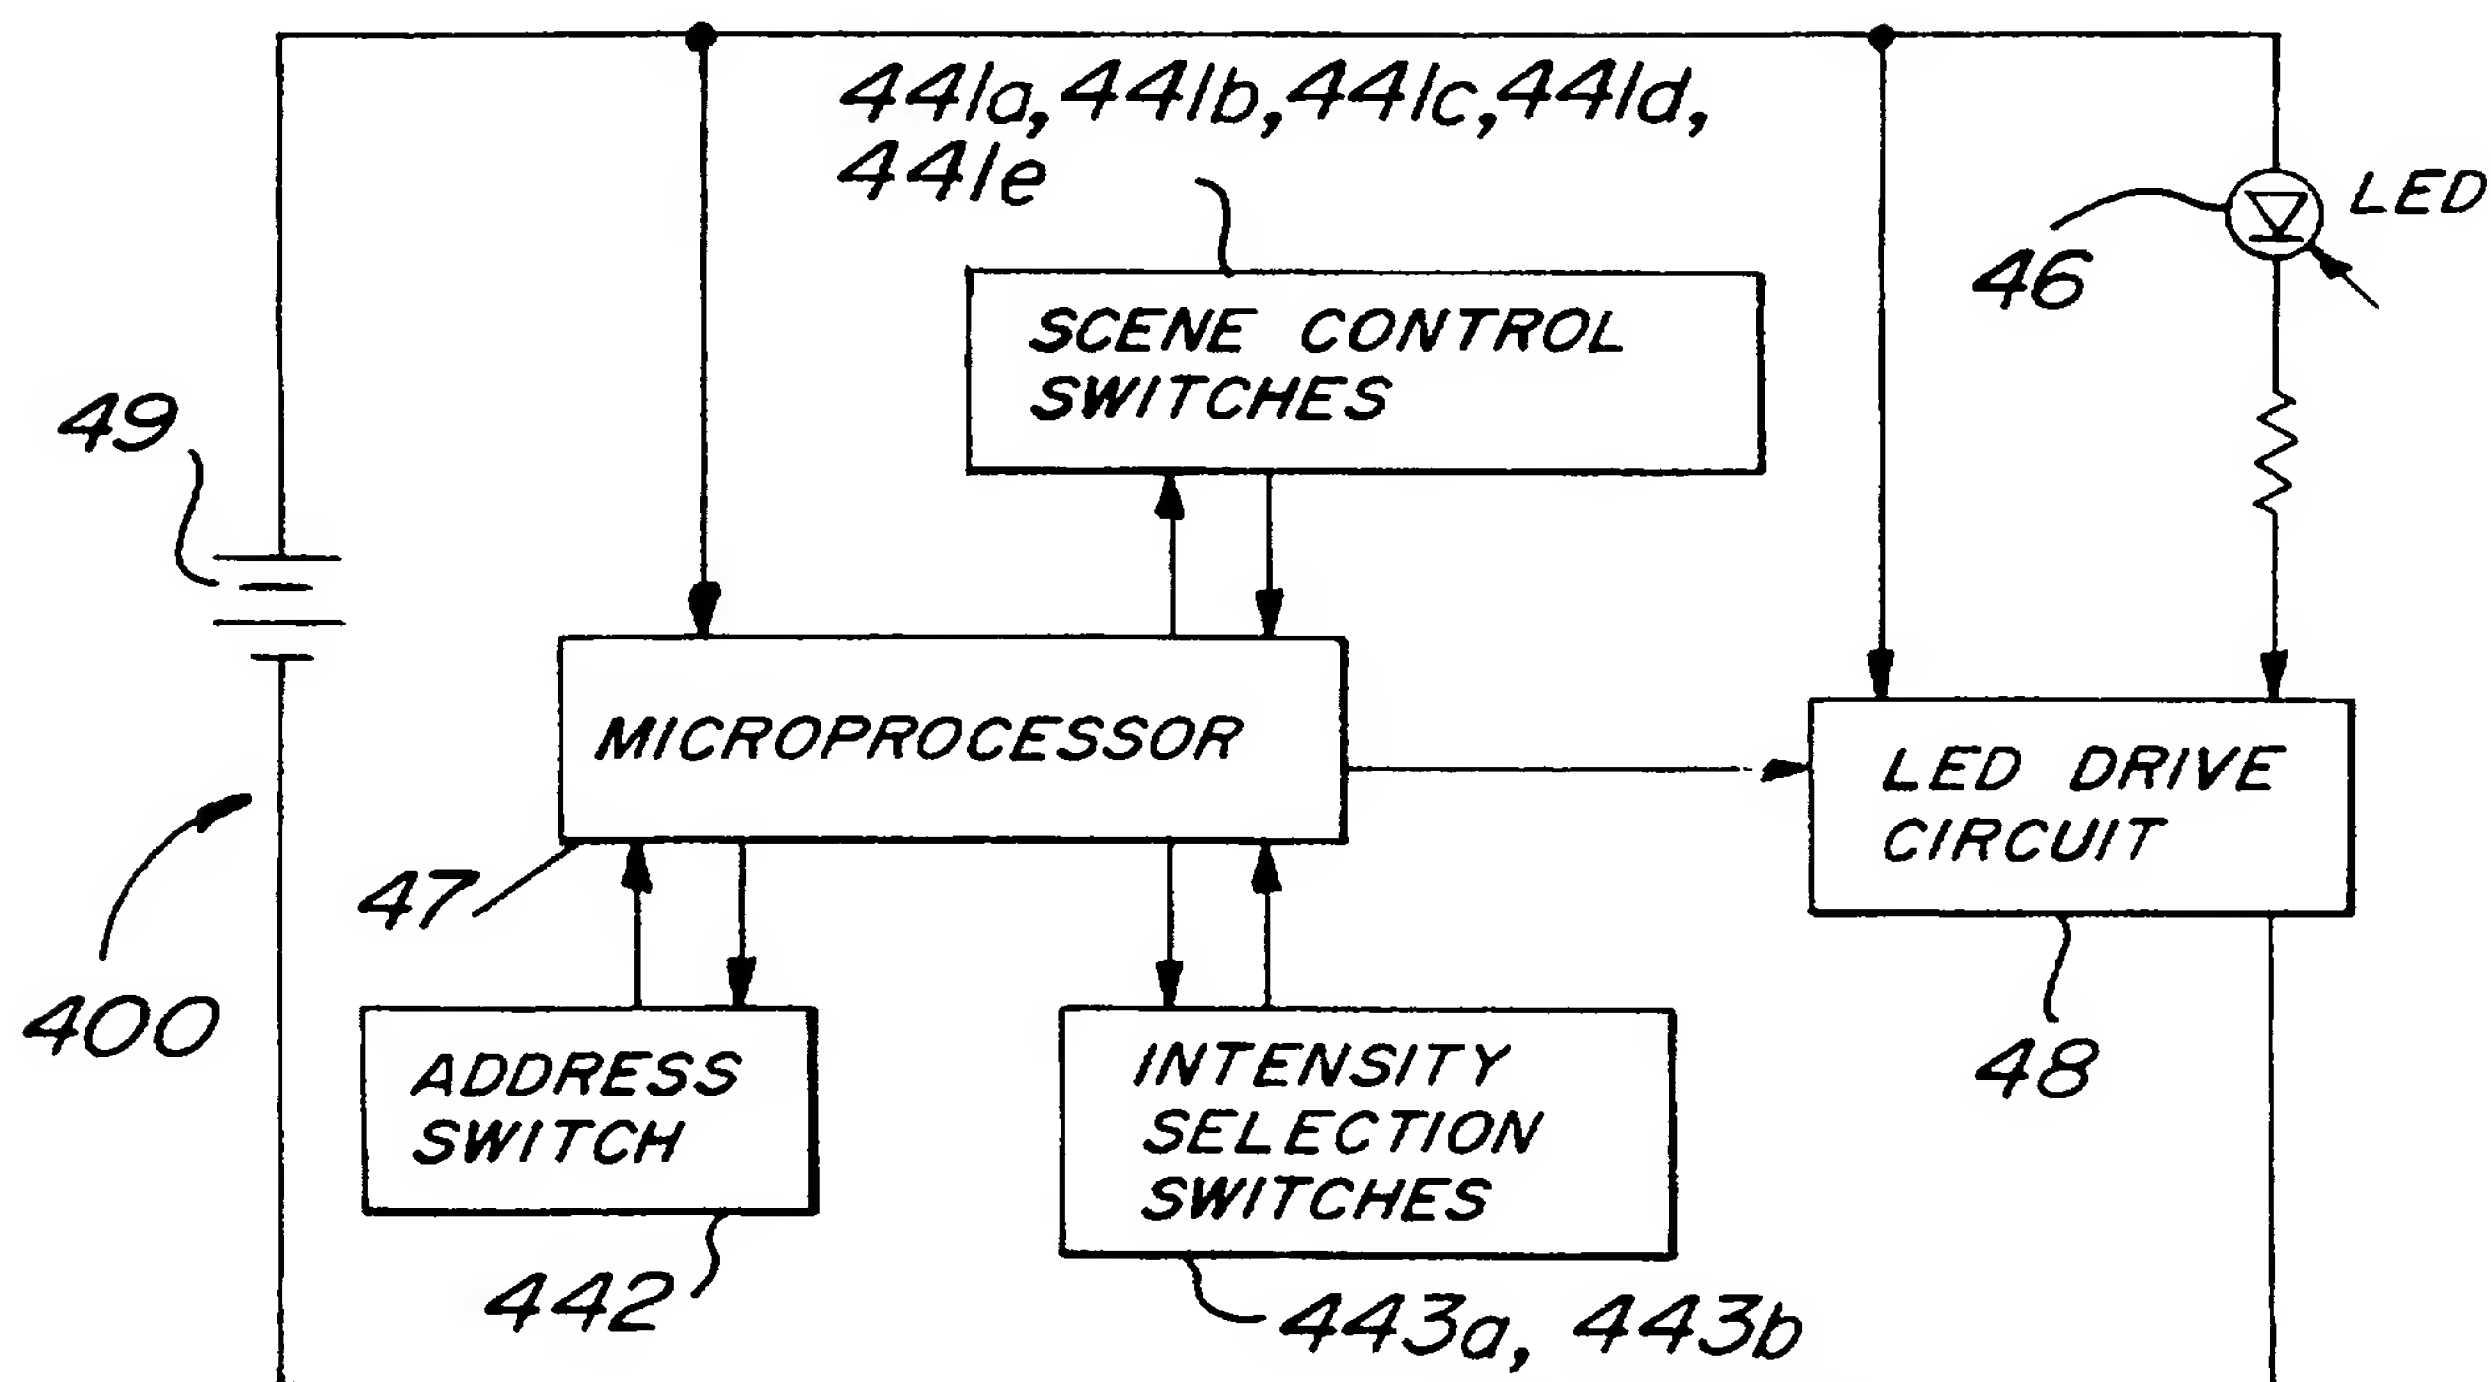 441a, 441b, 441c, 441d,
441e
LED
46
SCENE CONTROL
SWITCHES
49
MICROPROCESSOR
LED DRIVE
CIRCUIT
47
400
ADDRESS
SWITCH
INTENSITY
SELECTION
SWITCHES
48
442
443a, 443b